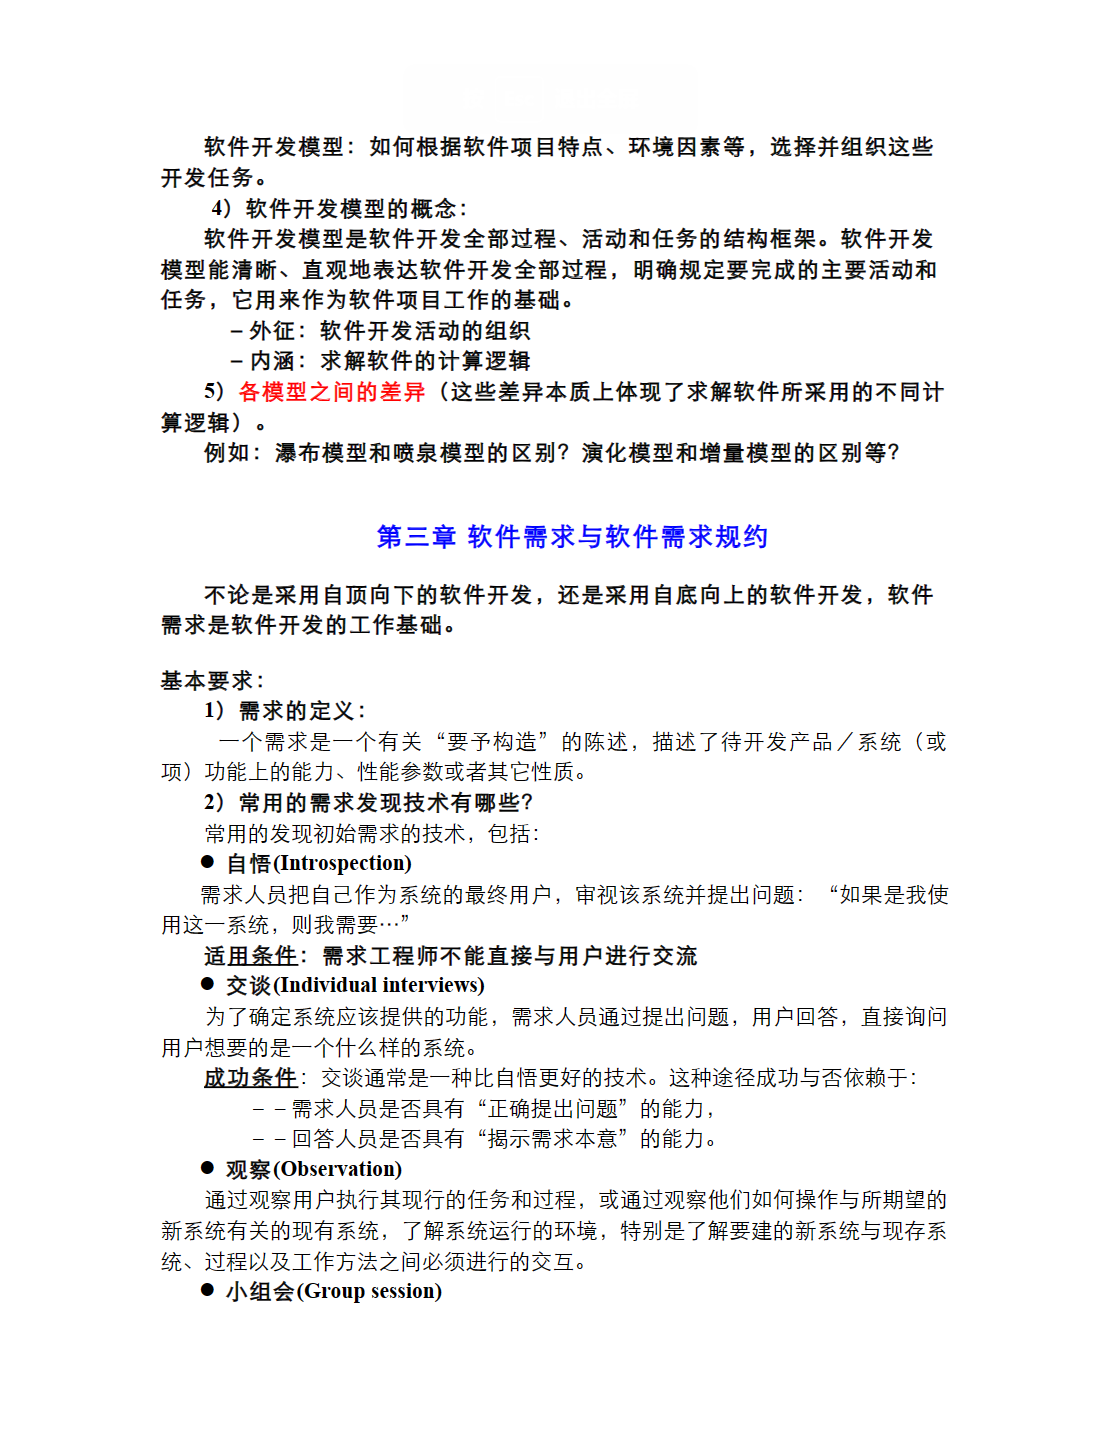 软件开发模型：如何根据软件项目特点、环境因素等，选择并组织这些
开发任务。
4）软件开发模型的概念：
软件开发模型是软件开发全部过程、活动和任务的结构框架。软件开发
模型能清晰、直观地表达软件开发全部过程，明确规定要完成的主要活动和
任务，它用来作为软件项目工作的基础。
– 外征：软件开发活动的组织
– 内涵：求解软件的计算逻辑
5）各模型之间的差异（这些差异本质上体现了求解软件所采用的不同计
算逻辑）。
例如：瀑布模型和喷泉模型的区别？演化模型和增量模型的区别等？
第三章 软件需求与软件需求规约
不论是采用自顶向下的软件开发，还是采用自底向上的软件开发，软件
需求是软件开发的工作基础。
基本要求：
1）需求的定义：
一个需求是一个有关“要予构造”的陈述，描述了待开发产品／系统（或
项）功能上的能力、性能参数或者其它性质。
2）常用的需求发现技术有哪些？
常用的发现初始需求的技术，包括：
● 自悟(Introspection)
需求人员把自己作为系统的最终用户，审视该系统并提出问题：“如果是我使
用这一系统，则我需要…”
适用条件：需求工程师不能直接与用户进行交流
● 交谈(Individual interviews)
为了确定系统应该提供的功能，需求人员通过提出问题，用户回答，直接询问
用户想要的是一个什么样的系统。
成功条件：交谈通常是一种比自悟更好的技术。这种途径成功与否依赖于：
– – 需求人员是否具有“正确提出问题”的能力，
– – 回答人员是否具有“揭示需求本意”的能力。
● 观察(Observation)
通过观察用户执行其现行的任务和过程，或通过观察他们如何操作与所期望的
新系统有关的现有系统，了解系统运行的环境，特别是了解要建的新系统与现存系
统、过程以及工作方法之间必须进行的交互。
● 小组会(Group session)